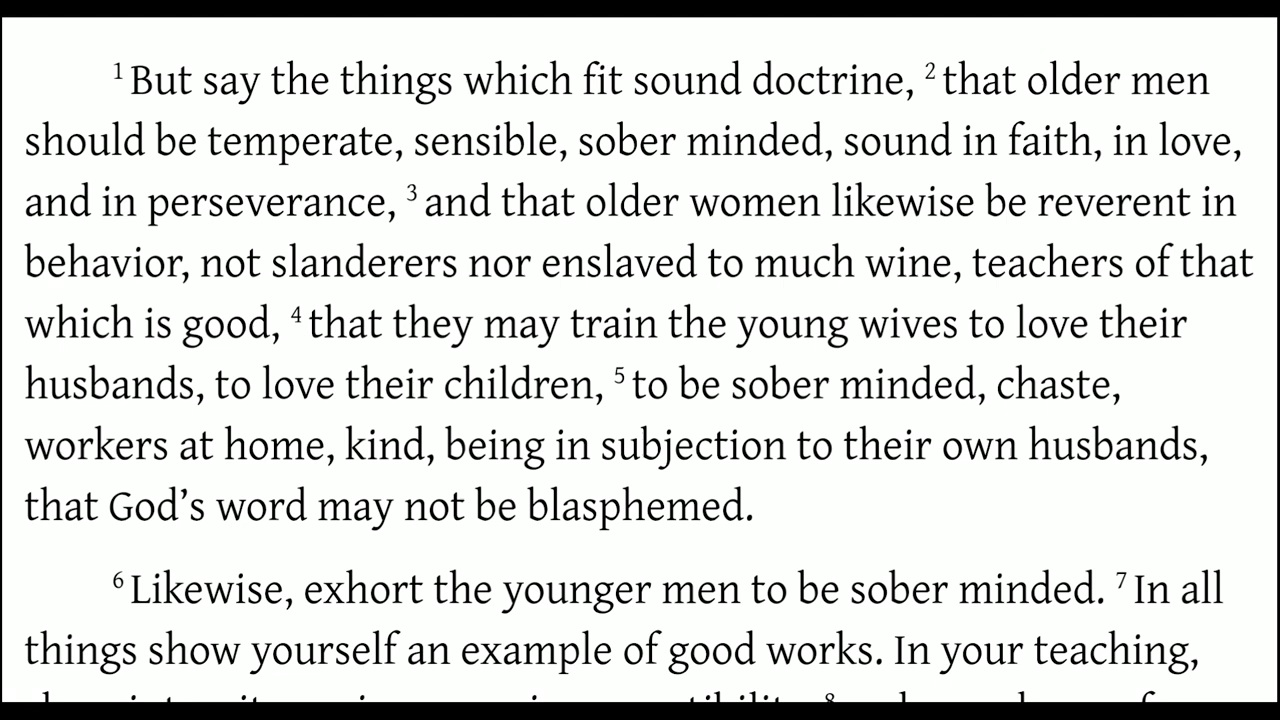 ¹ But say the things which fit sound doctrine, ² that older men
should be temperate, sensible, sober minded, sound in faith, in love,
and in perseverance, ³ and that older women likewise be reverent in
behavior, not slanderers nor enslaved to much wine, teachers of that
which is good, ⁴ that they may train the young wives to love their
husbands, to love their children, ⁵ to be sober minded, chaste,
workers at home, kind, being in subjection to their own husbands,
that God’s word may not be blasphemed.
⁶ Likewise, exhort the younger men to be sober minded. ⁷ In all
things show yourself an example of good works. In your teaching,